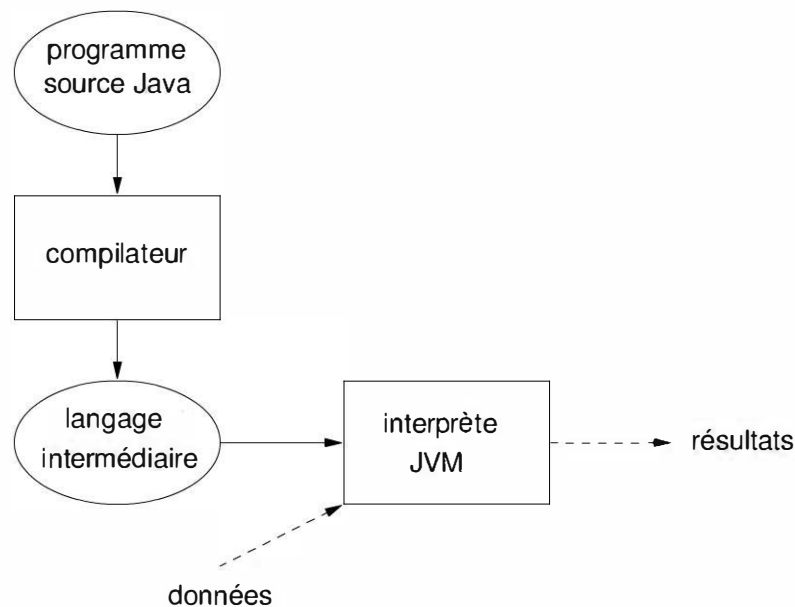 programme
source Java
compilateur
langage
intermédiaire
interprète
JVM
résultats
données